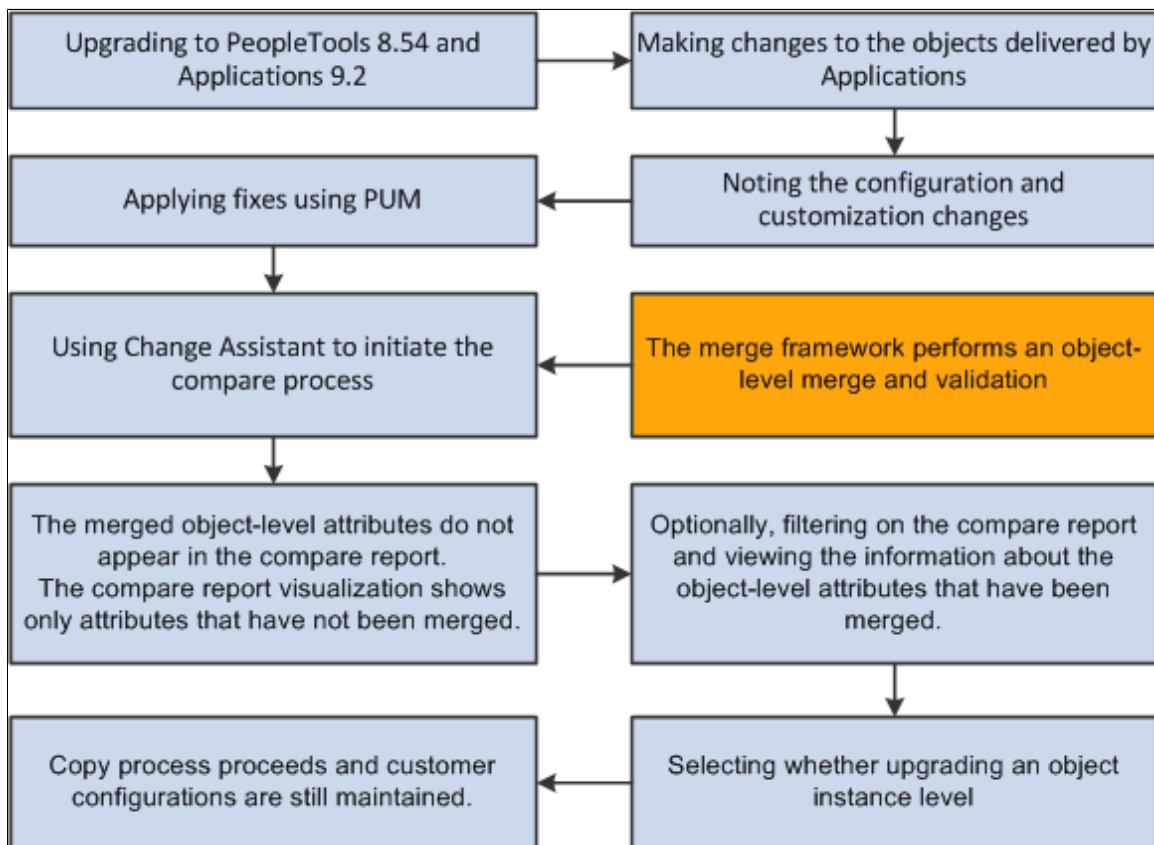 Upgrading to PeopleTools 8.54 and
Applications 9.2
Making changes to the objects delivered by
Applications
Noting the configuration and
customization changes
Applying fixes using PUM
Using Change Assistant to initiate the
compare process
The merge framework performs an object-
level merge and validation
The merged object-level attributes do not
appear in the compare report.
The compare report visualization shows
only attributes that have not been merged.
Optionally, filtering on the compare report
and viewing the information about the
object-level attributes that have been
merged.
Selecting whether upgrading an object
instance level
Copy process proceeds and customer
configurations are still maintained.